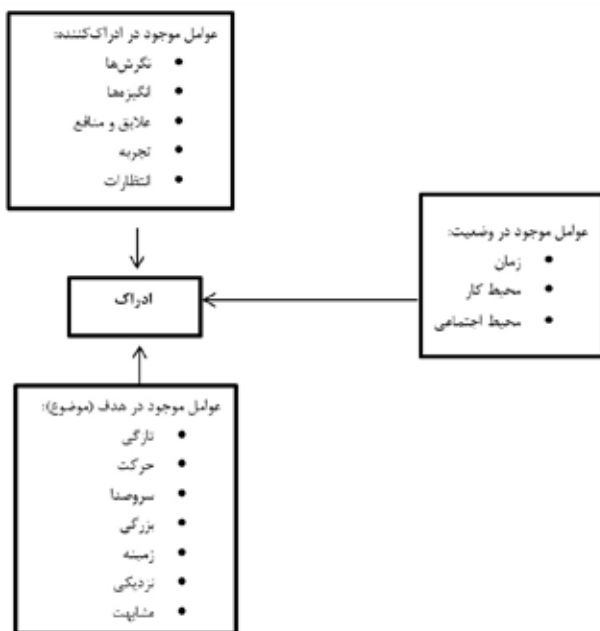 عوامل موجود در ادراک‌کننده:
نگرش‌ها
انگیزه‌ها
علایق و منافع
تجربه
انتظارات
عوامل موجود در وضعیت:
زمان
محیط کار
محیط اجتماعی
ادراک
عوامل موجود در هدف (موضوع):
تازگی
حرکت
سروصدا
بزرگی
زمینه
نزدیکی
مشابهت